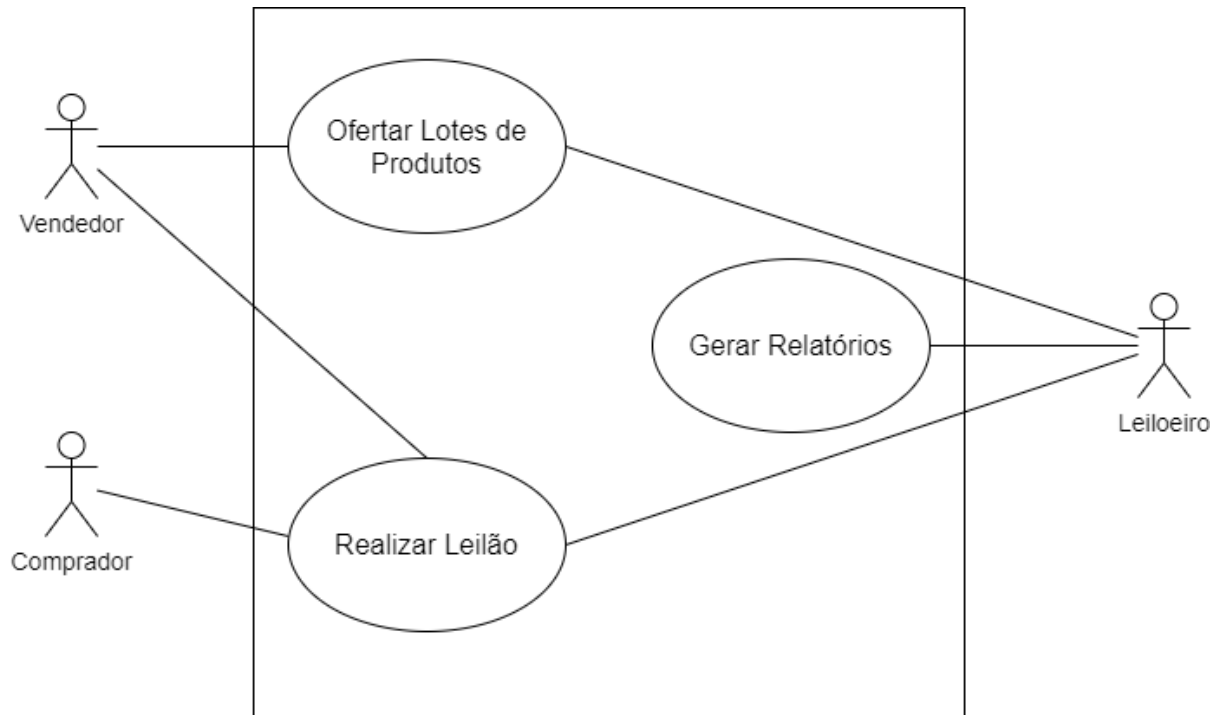 Ofertar Lotes de
Produtos
Vendedor
Gerar Relatórios
Leiloeiro
Realizar Leilão
Comprador